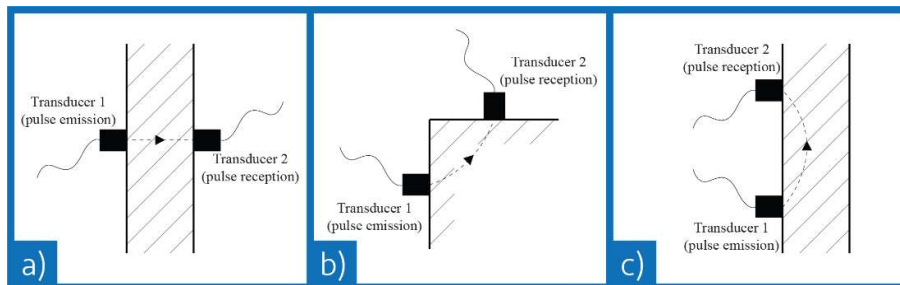 Transducer 1
(pulse emission)
Transducer 2
(pulse reception)
a)
Transducer 2
(pulse reception)
Transducer 1
(pulse emission)
b)
Transducer 2
(pulse reception)
Transducer 1
(pulse emission)
c)